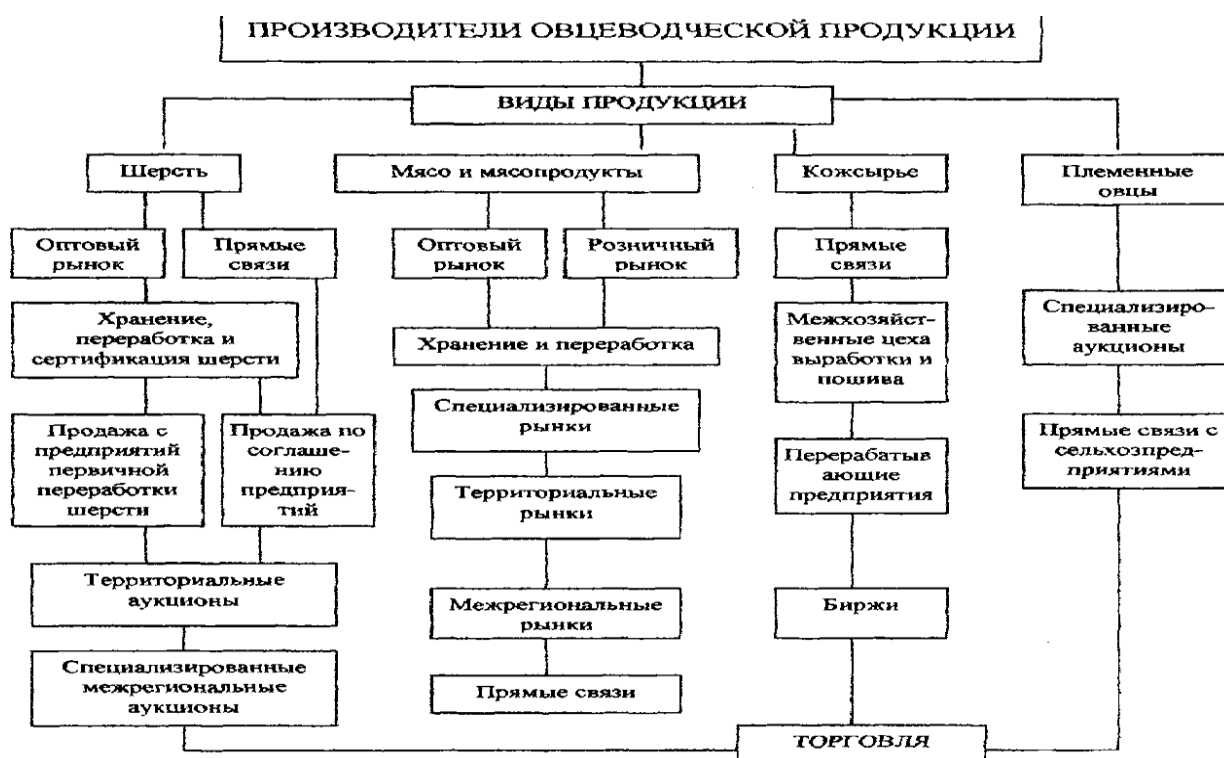 ПРОИЗВОДИТЕЛИ ОВЦЕВОДЧЕСКОЙ ПРОДУКЦИИ
ВИДЫ ПРОДУКЦИИ
Шерсть
Мясо и мясопродукты
Кожсырье
Племенные
овцы
Оптовый
рынок
Прямые
связи
Оптовый
рынок
Розничный
рынок
Прямые
связи
Хранение,
переработка и
сертификация шерсти
Хранение и переработка
Межхозяйст-
венные цеха
выработки и
пошива
Специализиро-
ванные
аукционы
Продажа с
предприятий
первичной
переработки
шерсти
Продажа по
соглаше-
нию
предприя-
тий
Специализированные
рынки
Перерабатыв
ающие
предприятия
Прямые связи с
сельхозпред-
приятиями
Территориальные
рынки
Территориальные
аукционы
Межрегиональные
рынки
Биржи
Специализированные
межрегиональные
аукционы
Прямые связи
ТОРГОВЛЯ